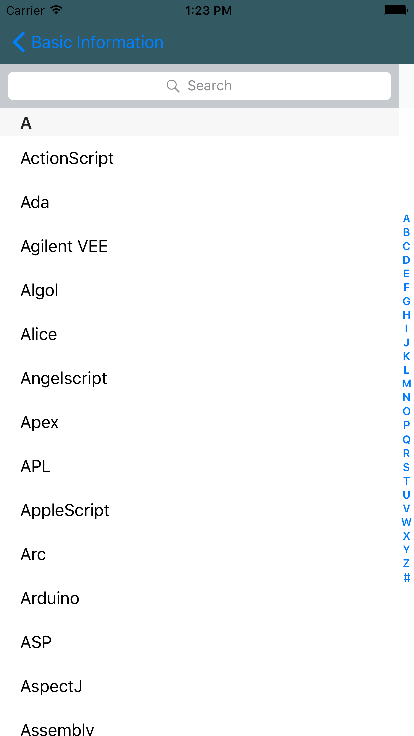 Carrier 1:23 PM
Basic Information
Search
A
ActionScript
Ada
Agilent VEE
Algol
Alice
Angelscript
Apex
APL
AppleScript
Arc
Arduino
ASP
AspectJ
Assembly
A
B
C
D
E
F
G
H
I
J
K
L
M
N
O
P
Q
R
S
T
U
V
W
X
Y
Z
#